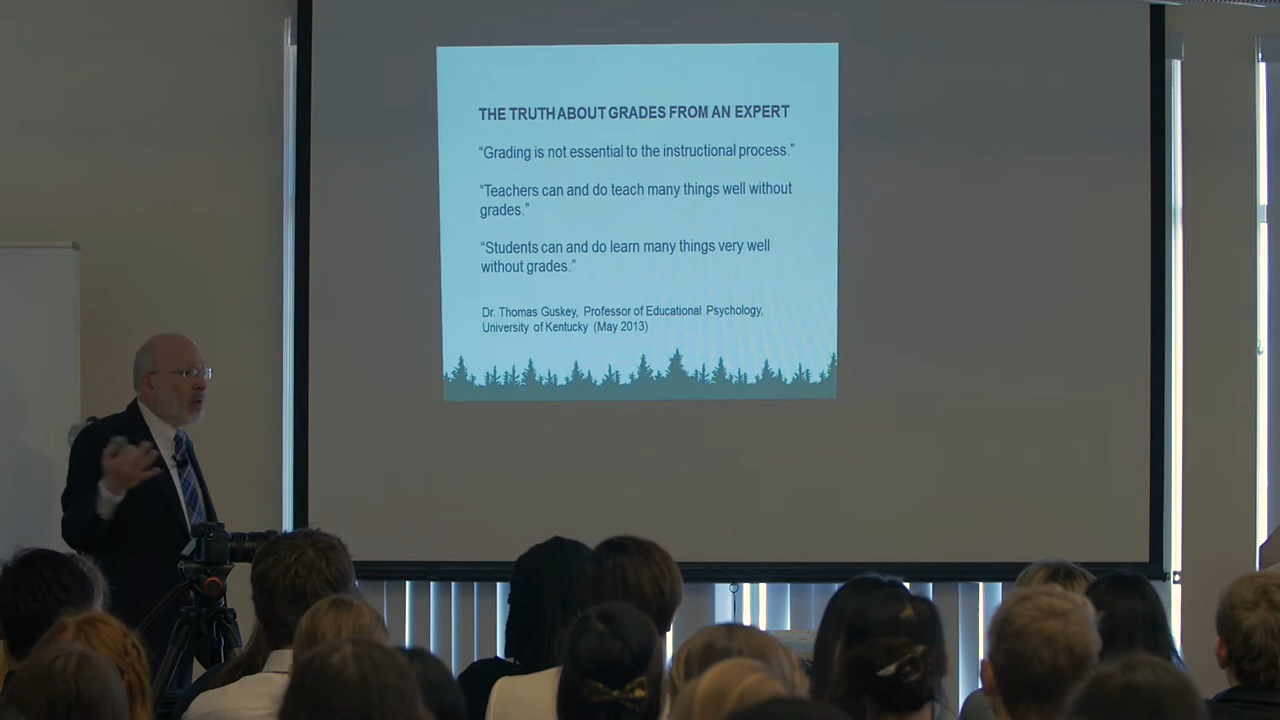 THE TRUTH ABOUT GRADES FROM AN EXPERT
“Grading is not essential to the instructional process.”
“Teachers can and do teach many things well without
grades.”
“Students can and do learn many things very well
without grades.”
Dr. Thomas Guskey, Professor of Educational Psychology,
University of Kentucky (May 2013)